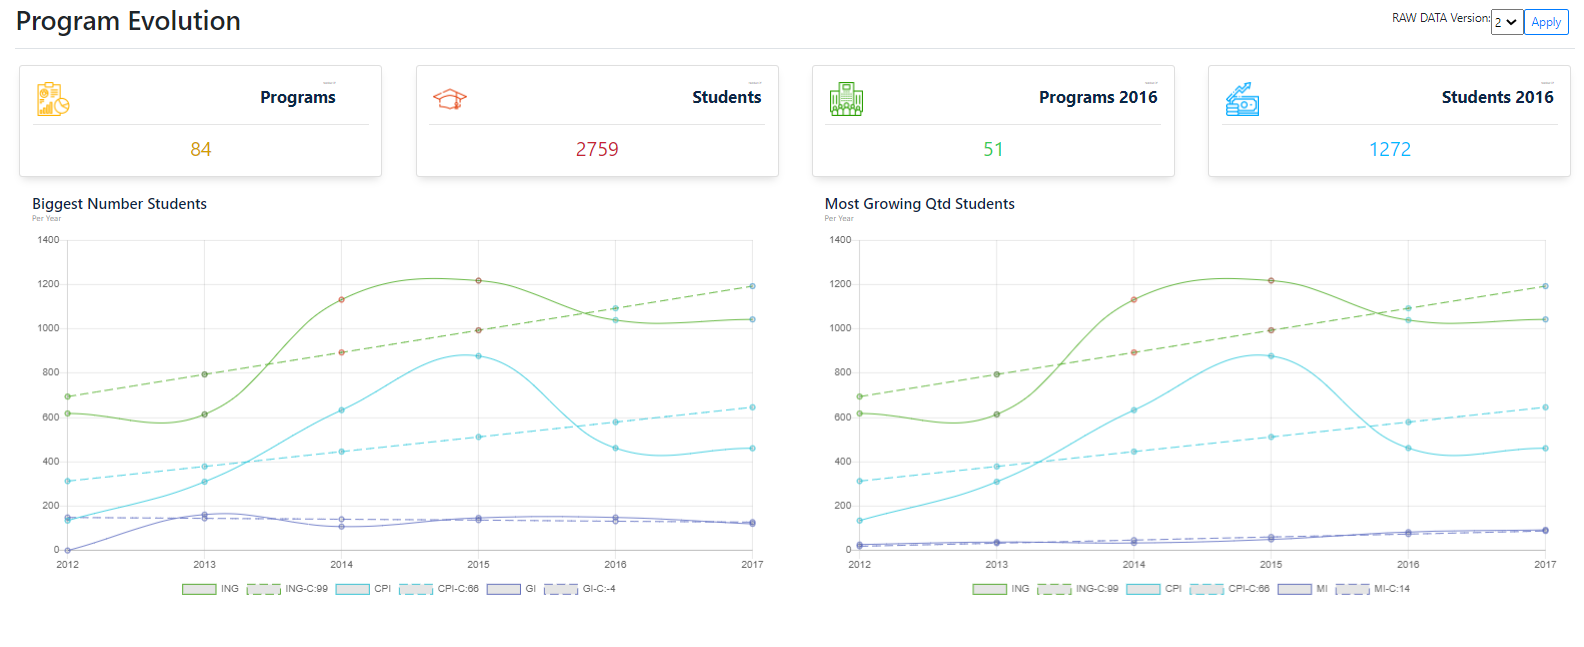 Program Evolution
RAW DATA Version: 2 Apply
Programs
84
Students
2759
Programs 2016
51
Students 2016
1272
Biggest Number Students
Per Year
1400
1200
1000
800
600
400
200
0
2012 2013 2014 2015 2016 2017
ING ING-C:99 CPI CPI-C:66 GI GI-C:-4
Most Growing Qtd Students
Per Year
1400
1200
1000
800
600
400
200
0
2012 2013 2014 2015 2016 2017
ING ING-C:99 CPI CPI-C:66 MI MI-C:14